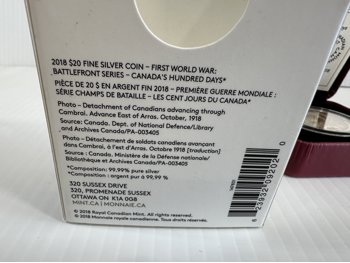 2018 $20 FINE SILVER COIN – FIRST WORLD WAR:
BATTLEFRONT SERIES – CANADA'S HUNDRED DAYS*
PIÈCE DE 20 $ EN ARGENT FIN 2018 – PREMIÈRE GUERRE MONDIALE :
SÉRIE CHAMPS DE BATAILLE – LES CENT JOURS DU CANADA*
Photo – Detachment of Canadians advancing through
Cambrai. Advance East of Arras. October, 1918
Source: Canada. Dept. of National Defence/Library
and Archives Canada/PA-003405
Photo – Détachement de soldats canadiens avançant
dans Cambrai, à l'est d'Arras. October 1918 [traduction]
Source: Canada. Ministère de la Défense nationale/
Bibliothèque et Archives Canada/PA-003405
*Composition: 99.99% pure silver
*Composition : argent pur à 99,99 %
320 SUSSEX DRIVE
320, PROMENADE SUSSEX
OTTAWA ON K1A 0G8
MINT.CA | MONNAIE.CA
© 2018 Royal Canadian Mint. All rights reserved.
© 2018 Monnaie royale canadienne. Tous droits réservés.
6 23932 09202 0